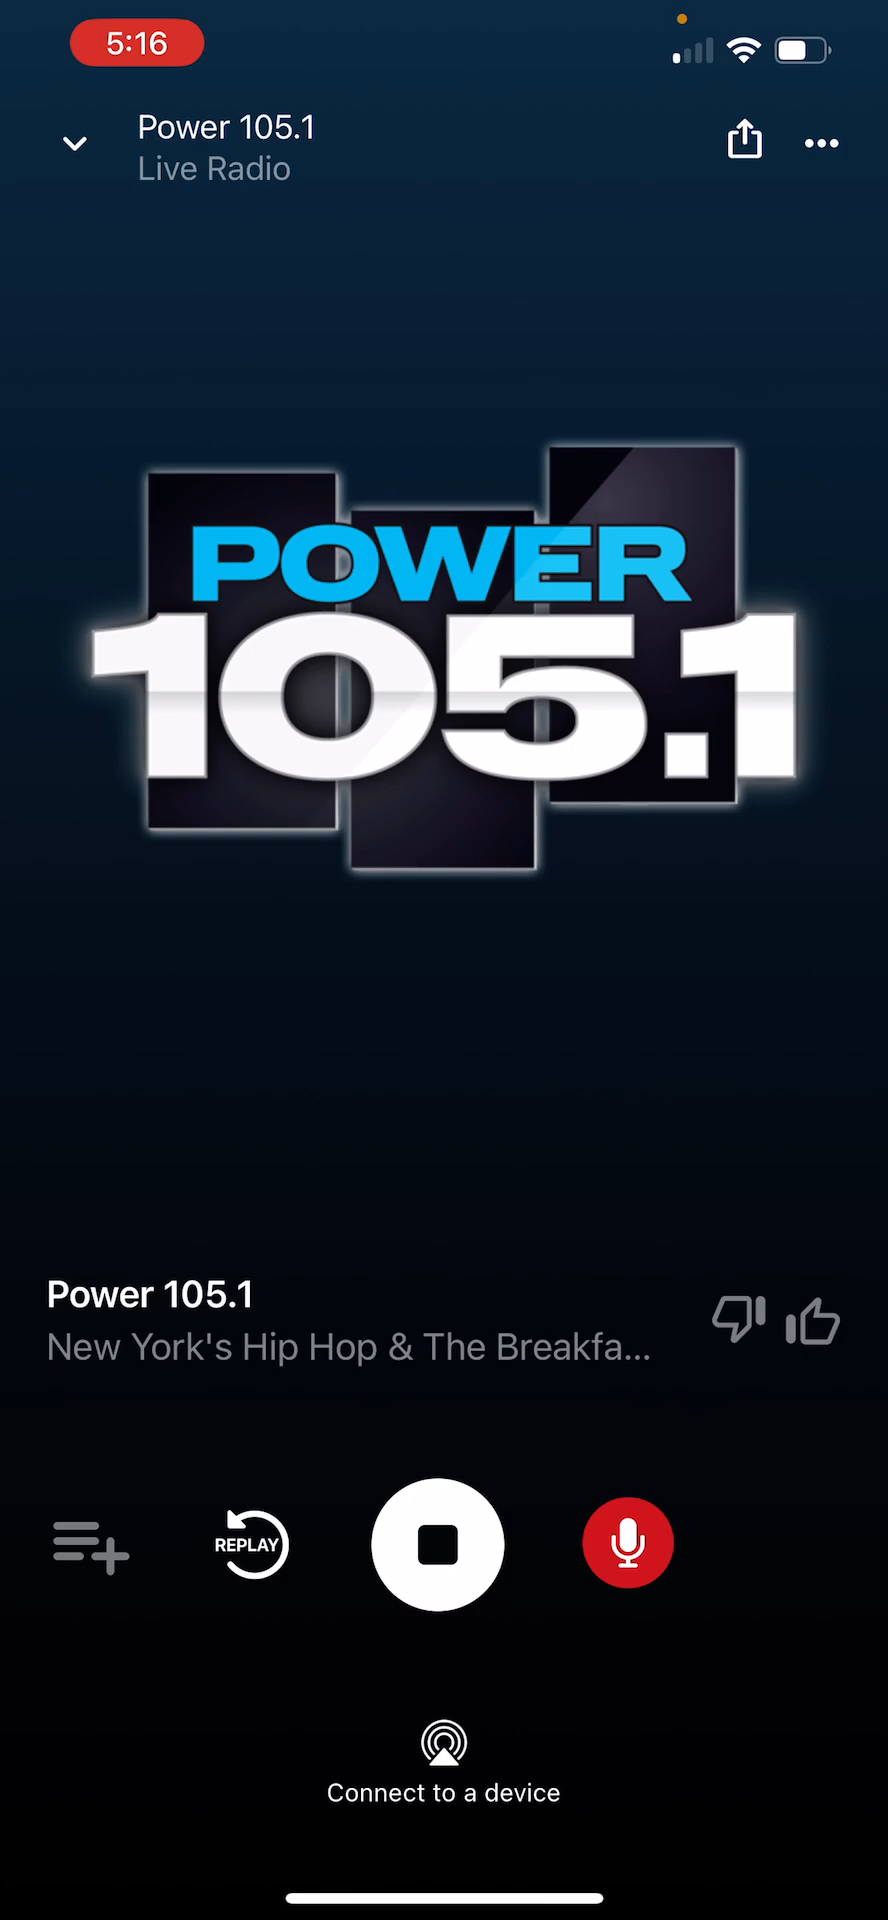 5:16
Power 105.1
Live Radio
POWER
105.1
Power 105.1
New York's Hip Hop & The Breakfa...
REPLAY
Connect to a device